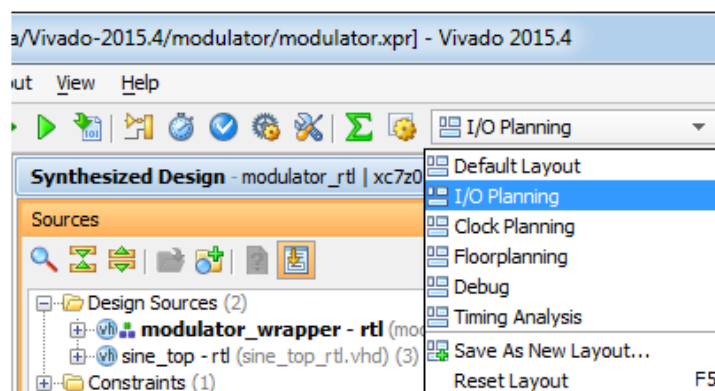 a/Vivado-2015.4/modulator/modulator.xpr] - Vivado 2015.4
out View Help
I/O Planning
Synthesized Design - modulator_rtl | xc7z0
Default Layout
I/O Planning
Sources
Clock Planning
Floorplanning
Debug
Design Sources (2)
Timing Analysis
modulator_wrapper - rtl (mod
sine_top - rtl (sine_top_rtl.vhd) (3)
Save As New Layout...
Constraints (1)
Reset Layout F5